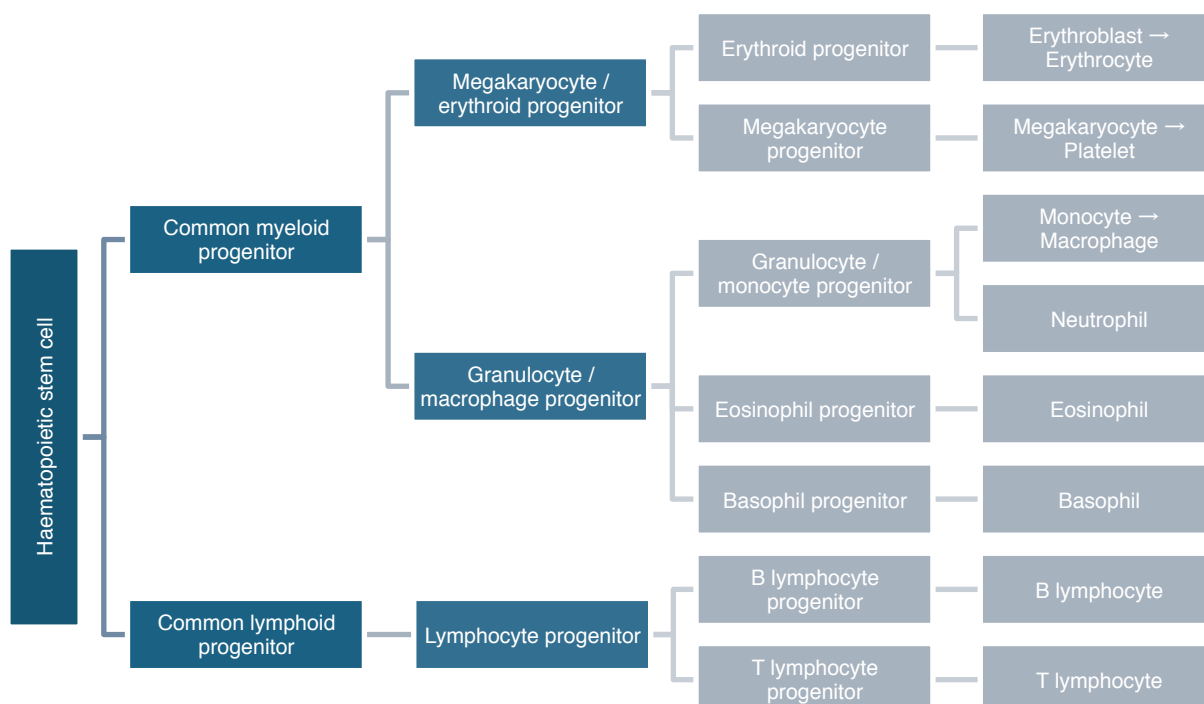 Haematopoietic stem cell
Common myeloid
progenitor
Megakaryocyte /
erythroid progenitor
Erythroid progenitor
Erythroblast →
Erythrocyte
Megakaryocyte
progenitor
Megakaryocyte →
Platelet
Granulocyte /
macrophage progenitor
Granulocyte /
monocyte progenitor
Monocyte →
Macrophage
Neutrophil
Eosinophil progenitor
Eosinophil
Basophil progenitor
Basophil
Common lymphoid
progenitor
Lymphocyte progenitor
B lymphocyte
progenitor
B lymphocyte
T lymphocyte
progenitor
T lymphocyte